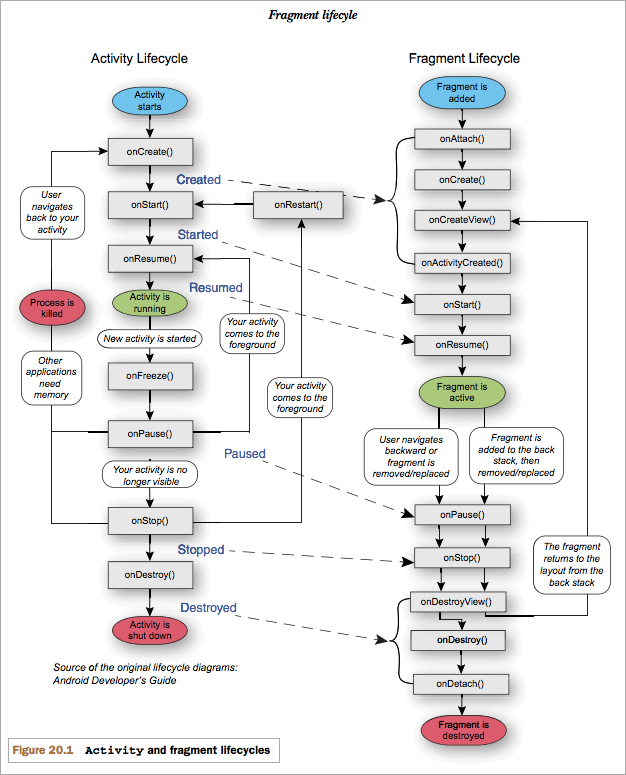 Fragment lifecyle
Activity Lifecycle
Activity
starts
onCreate()
onStart()
onRestart()
onResume()
Activity is
running
New activity is started
onFreeze()
onPause()
Your activity is no
longer visible
onStop()
onDestroy()
Activity is
shut down
User
navigates
back to your
activity
Process is
killed
Other
applications
need
memory
Your activity
comes to the
foreground
Your activity
comes to the
foreground
Created
Started
Resumed
Paused
Stopped
Destroyed
Fragment Lifecycle
Fragment is
added
onAttach()
onCreate()
onCreateView()
onActivityCreated()
onStart()
onResume()
Fragment is
active
User navigates
backward or
fragment is
removed/replaced
Fragment is
added to the back
stack, then
removed/replaced
onPause()
onStop()
The fragment
returns to the
layout from the
back stack
onDestroyView()
onDestroy()
onDetach()
Fragment is
destroyed
Source of the original lifecycle diagrams:
Android Developer's Guide
Figure 20.1 Activity and fragment lifecycles